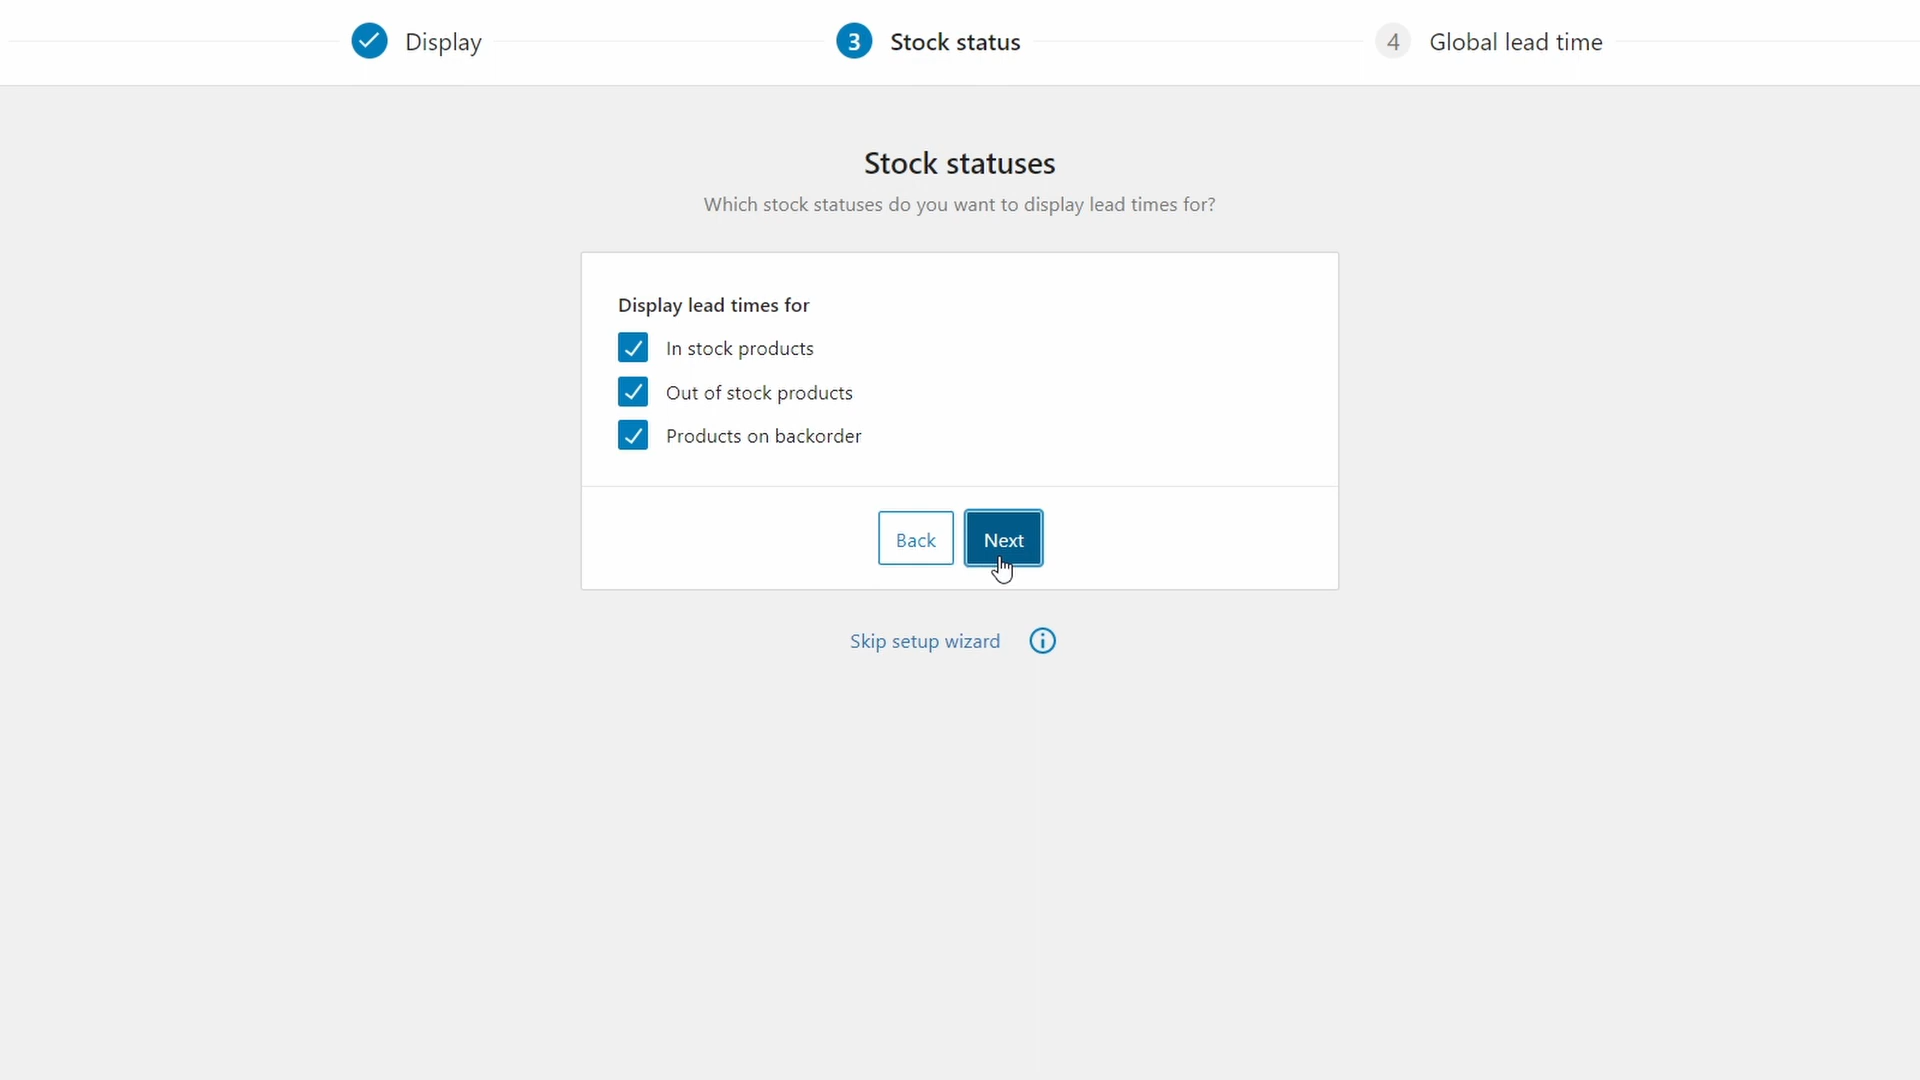 Display
3 Stock status
4 Global lead time
Stock statuses
Which stock statuses do you want to display lead times for?
Display lead times for
In stock products
Out of stock products
Products on backorder
Back Next
Skip setup wizard